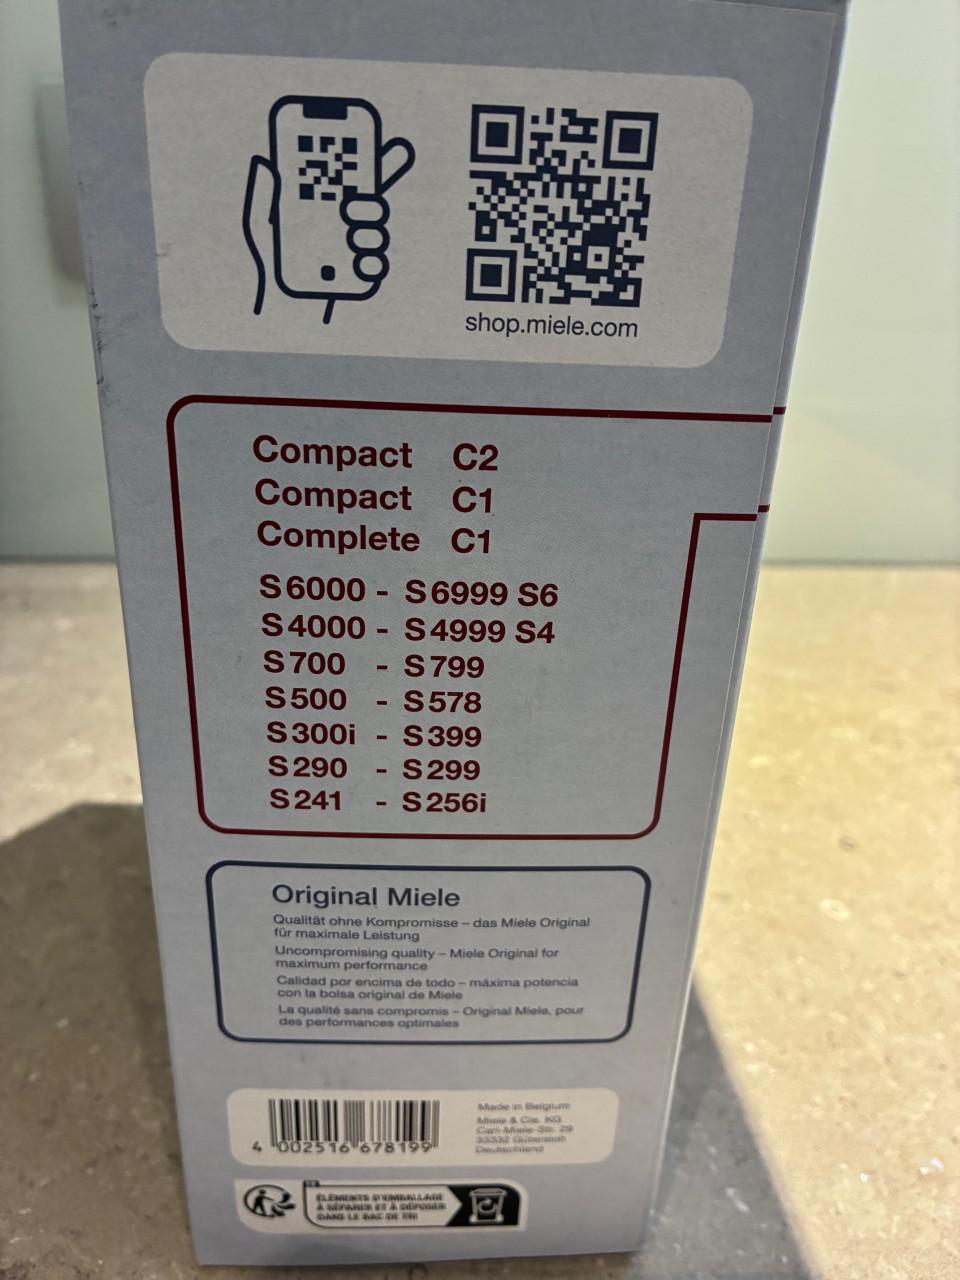 shop.miele.com
Compact C2
Compact C1
Complete C1
S6000 - S6999 S6
S4000 - S4999 S4
S700 - S799
S500 - S578
S300i - S399
S290 - S299
S241 - S256i
Original Miele
Qualität ohne Kompromisse – das Miele Original
für maximale Leistung
Uncompromising quality – Miele Original for
maximum performance
Calidad por encima de todo – máxima potencia
con la bolsa original de Miele
La qualité sans compromis – Original Miele, pour
des performances optimales
4 002516 678199
Made in Belgium
Miele & Cie. KG
Carl-Miele-Str. 29
33332 Gütersloh
Deutschland
FR
ÉLÉMENTS D'EMBALLAGE
À SÉPARER ET À DÉPOSER
DANS LE BAC DE TRI